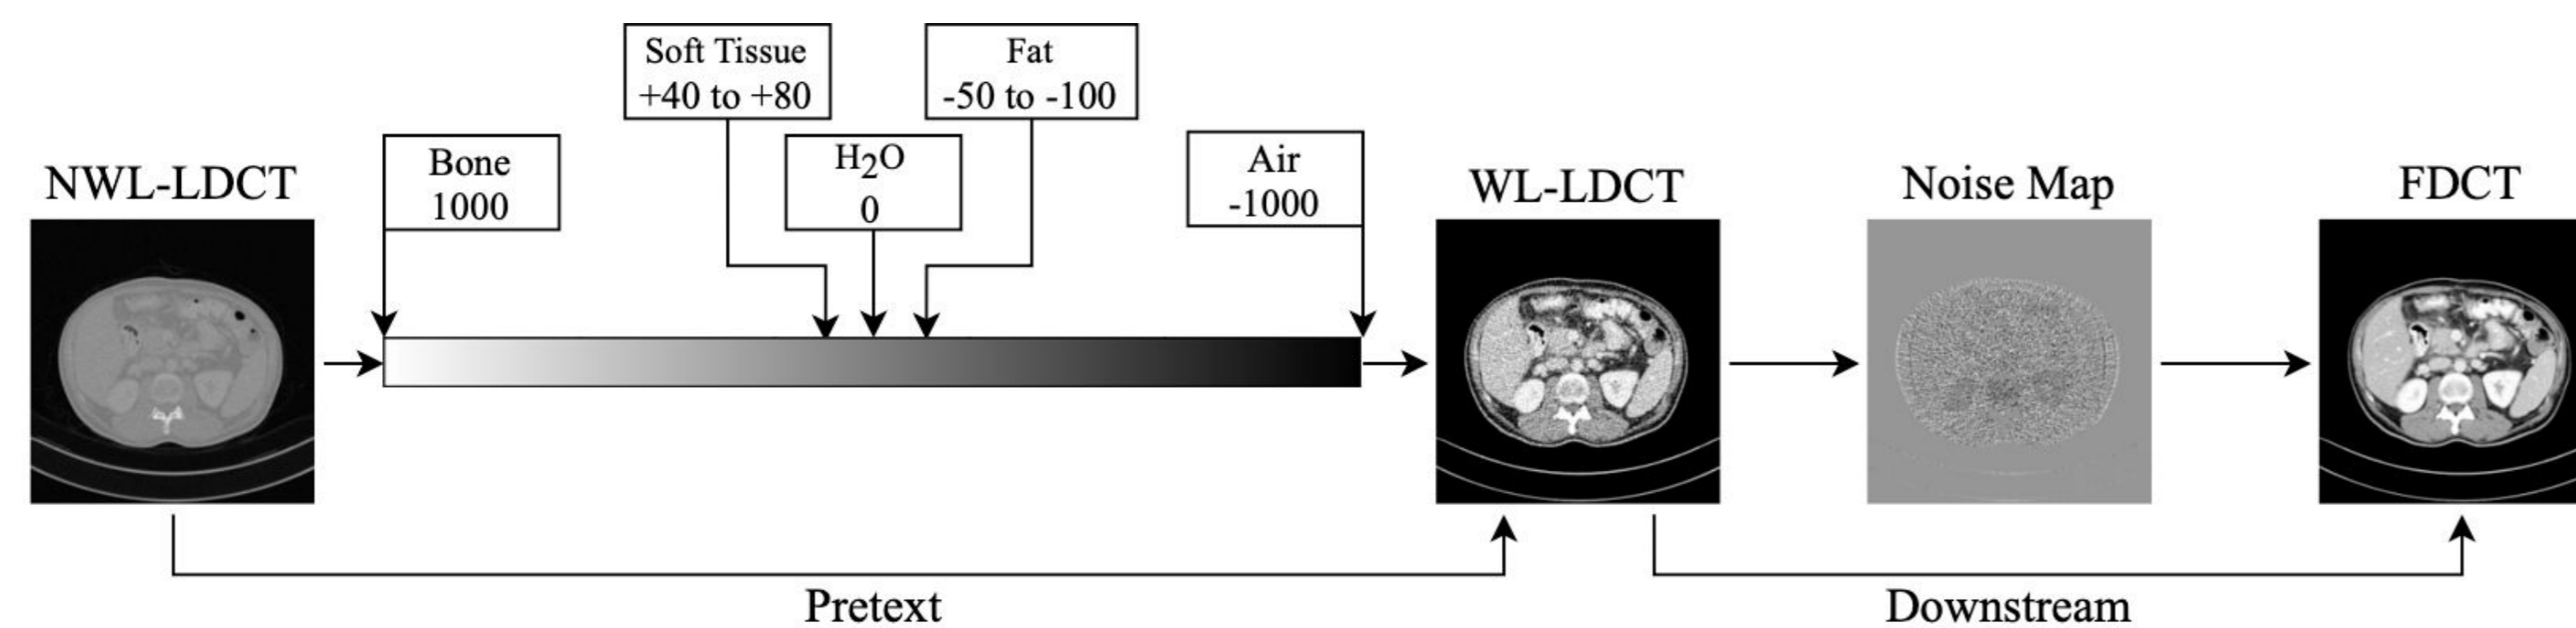 NWL-LDCT
Bone
1000
Soft Tissue
+40 to +80
H₂O
0
Fat
-50 to -100
Air
-1000
WL-LDCT
Noise Map
FDCT
Pretext
Downstream